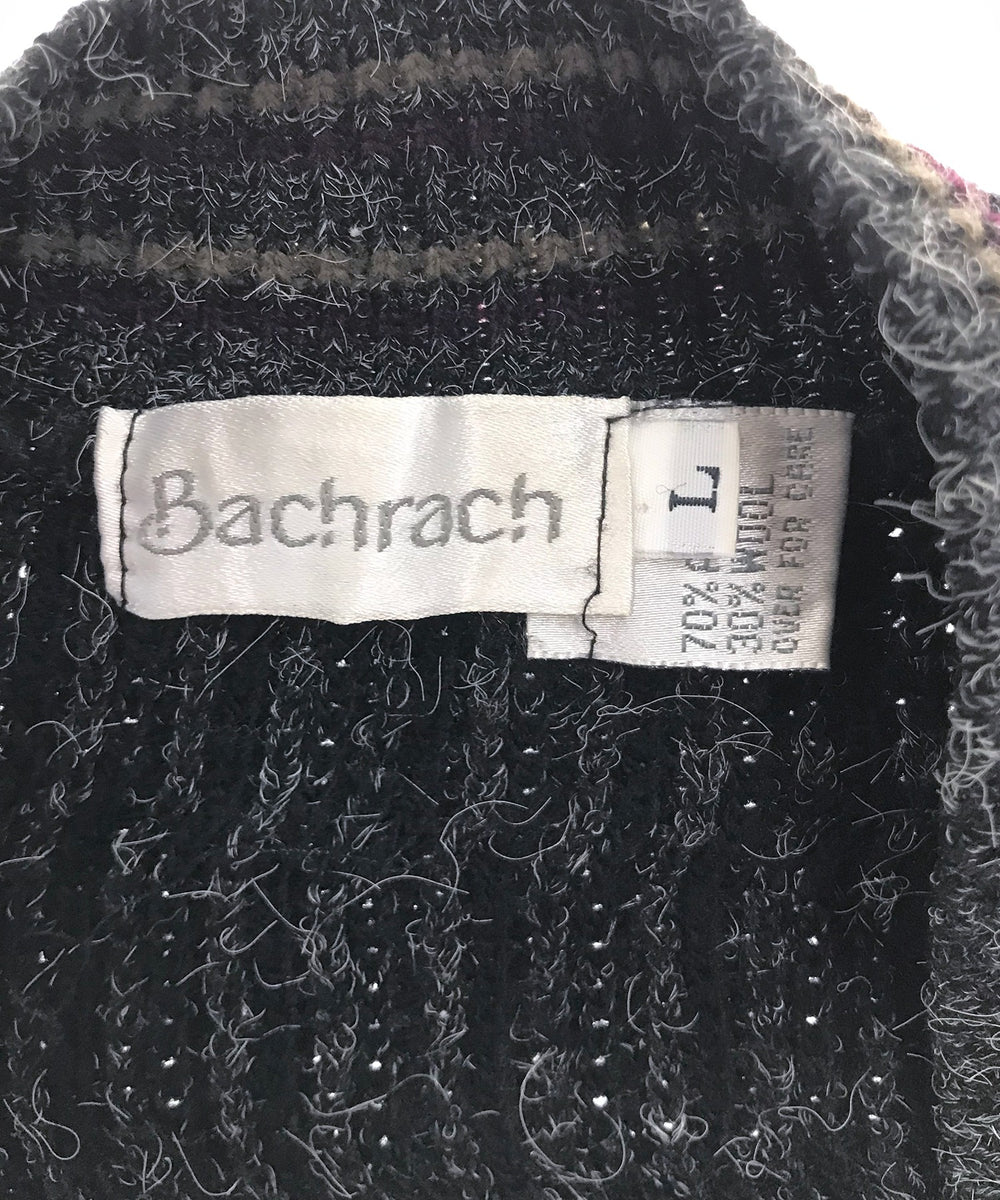 Bachrach
L
70%
30% WOOL
OVER FOR CARE